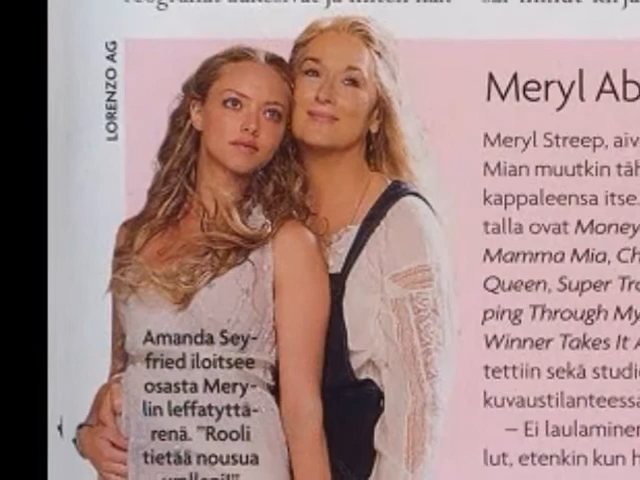 LORENZO AG
Amanda Sey-
fried iloitsee
osasta Mery-
lin leffatyttä-
renä. "Rooli
tietää nousua
Meryl Ab
Meryl Streep, aiv
Mian muutkin täh
kappaleensa itse.
talla ovat Money
Mamma Mia, Ch
Queen, Super Tro
ping Through My
Winner Takes It A
tettiin sekä studio
kuvaustilanteessa
– Ei laulaminen
lut, etenkin kun h